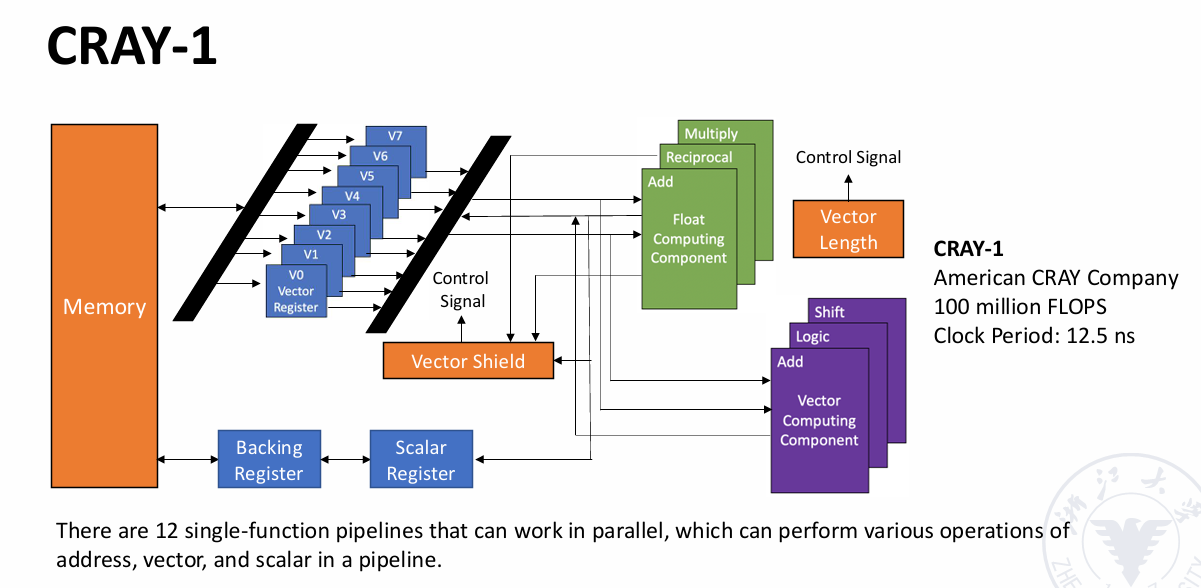 CRAY-1
Memory
V7
V6
V5
V4
V3
V2
V1
V0
Vector
Register
Control
Signal
Vector Shield
Backing
Register
Scalar
Register
Multiply
Reciprocal
Add
Float
Computing
Component
Control Signal
Vector
Length
Shift
Logic
Add
Vector
Computing
Component
CRAY-1
American CRAY Company
100 million FLOPS
Clock Period: 12.5 ns
There are 12 single-function pipelines that can work in parallel, which can perform various operations of
address, vector, and scalar in a pipeline.